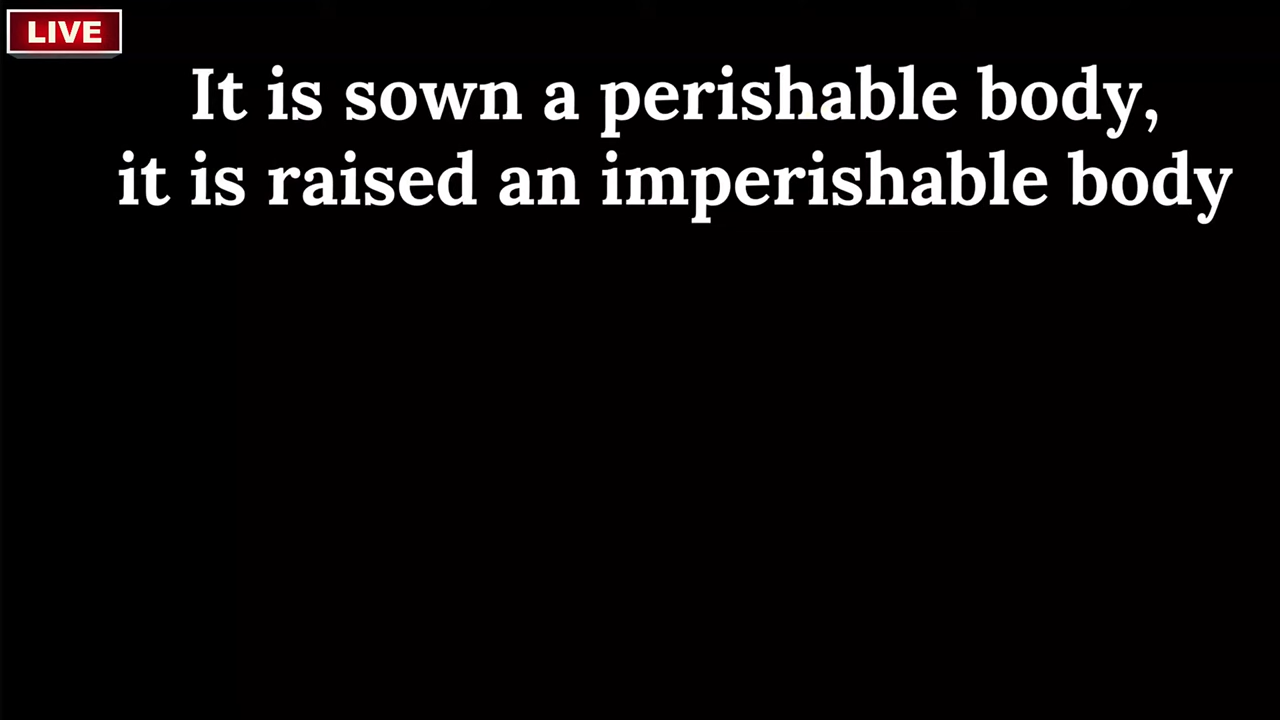 LIVE
It is sown a perishable body,
it is raised an imperishable body